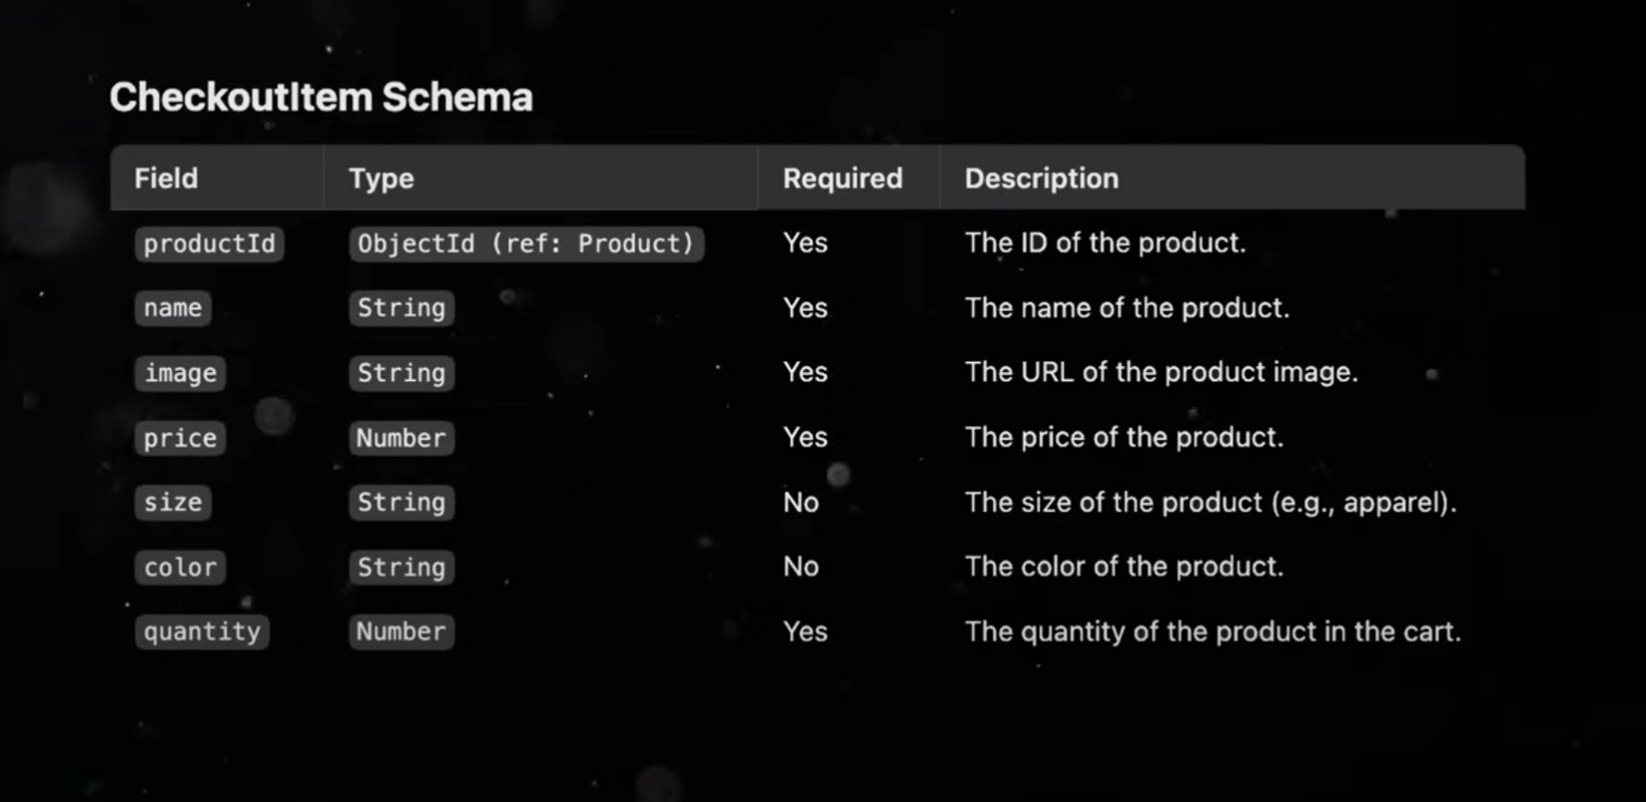 CheckoutItem Schema
Field Type Required Description
productId ObjectId (ref: Product) Yes The ID of the product.
name String Yes The name of the product.
image String Yes The URL of the product image.
price Number Yes The price of the product.
size String No The size of the product (e.g., apparel).
color String No The color of the product.
quantity Number Yes The quantity of the product in the cart.